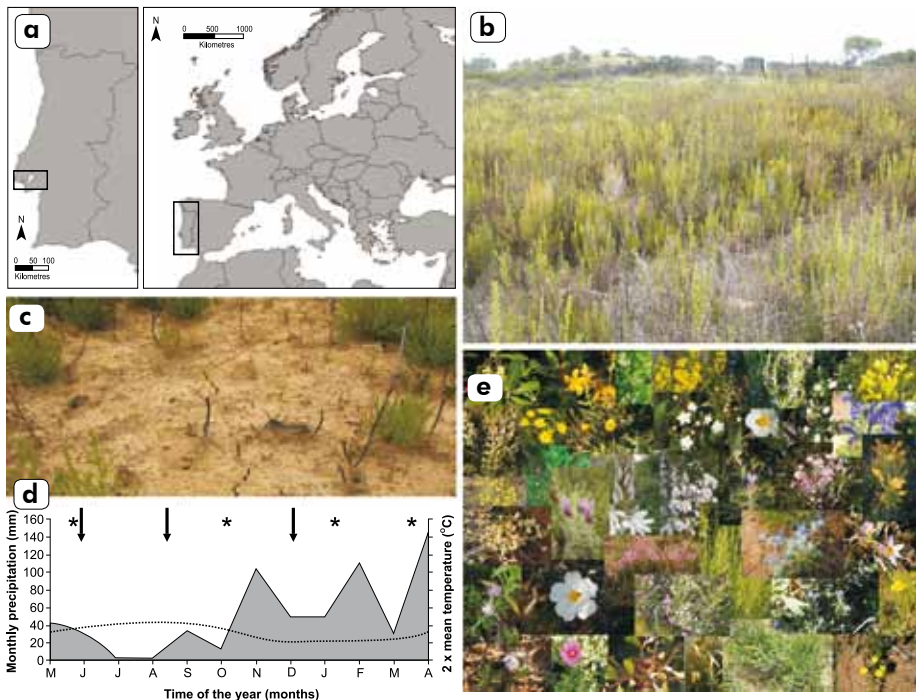 a
N
0 50 100
Kilometres
N
0 500 1000
Kilometres
b
c
d
160
140
120
100
80
60
40
20
0
Monthly precipitation (mm)
* * * *
2 x mean temperature (°C)
M J J A S O N D J F M A
Time of the year (months)
e